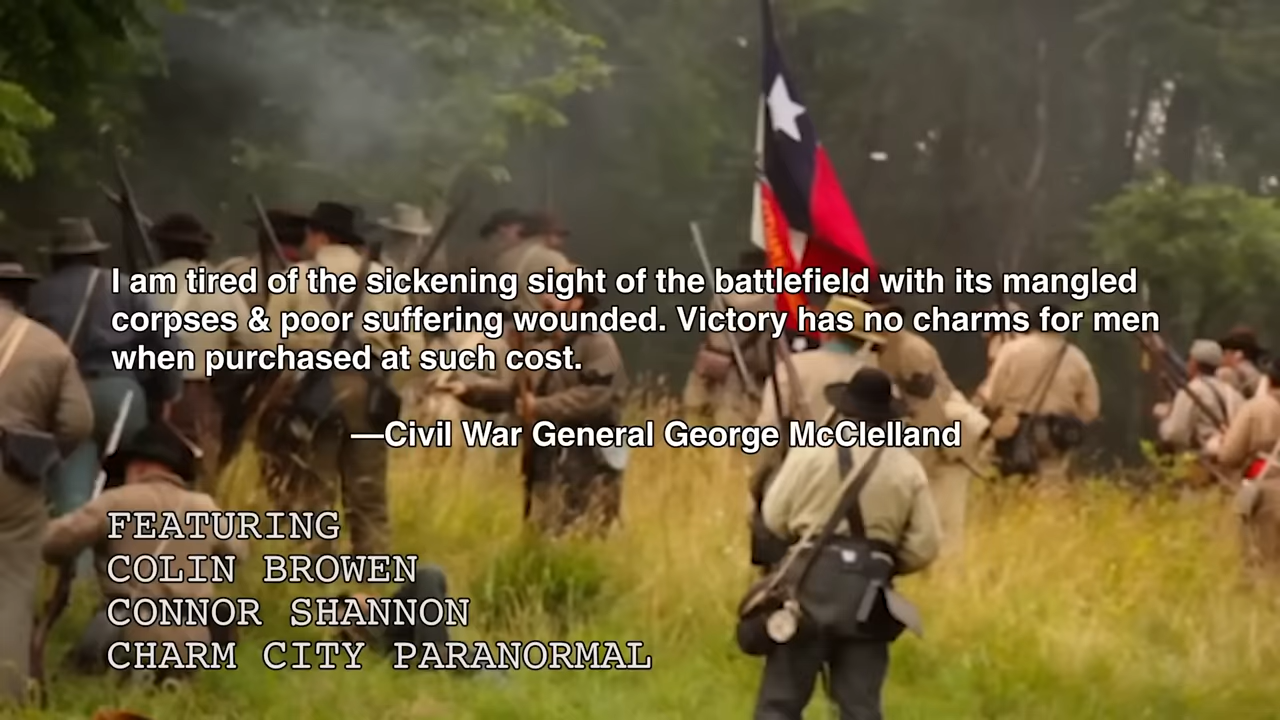 I am tired of the sickening sight of the battlefield with its mangled
corpses & poor suffering wounded. Victory has no charms for men
when purchased at such cost.
—Civil War General George McClelland
FEATURING
COLIN BROWEN
CONNOR SHANNON
CHARM CITY PARANORMAL